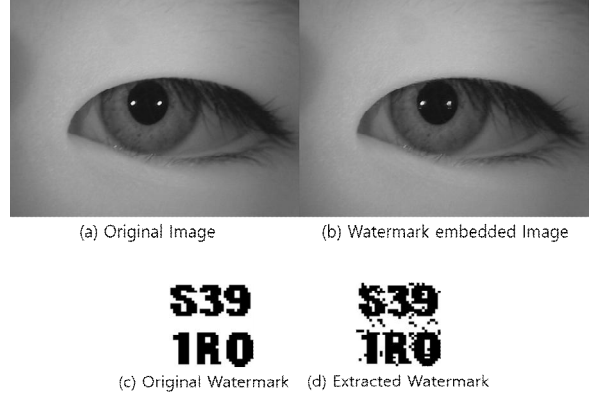 (a) Original Image
(b) Watermark embedded Image
S39
1R0
S39
1R0
(c) Original Watermark
(d) Extracted Watermark